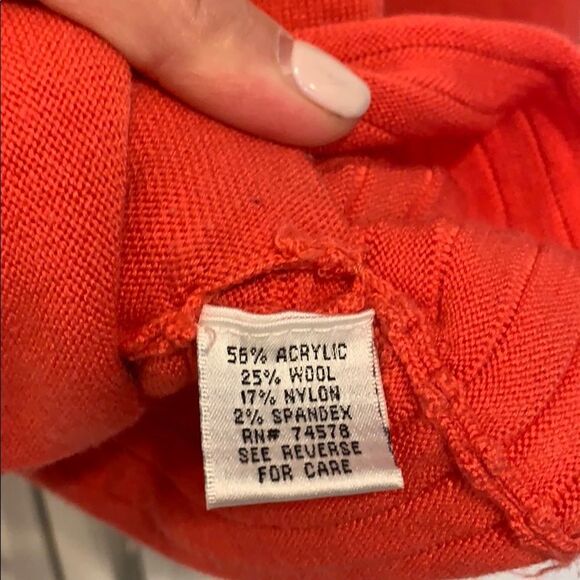 56% ACRYLIC
25% WOOL
17% NYLON
2% SPANDEX
RN# 74578
SEE REVERSE
FOR CARE